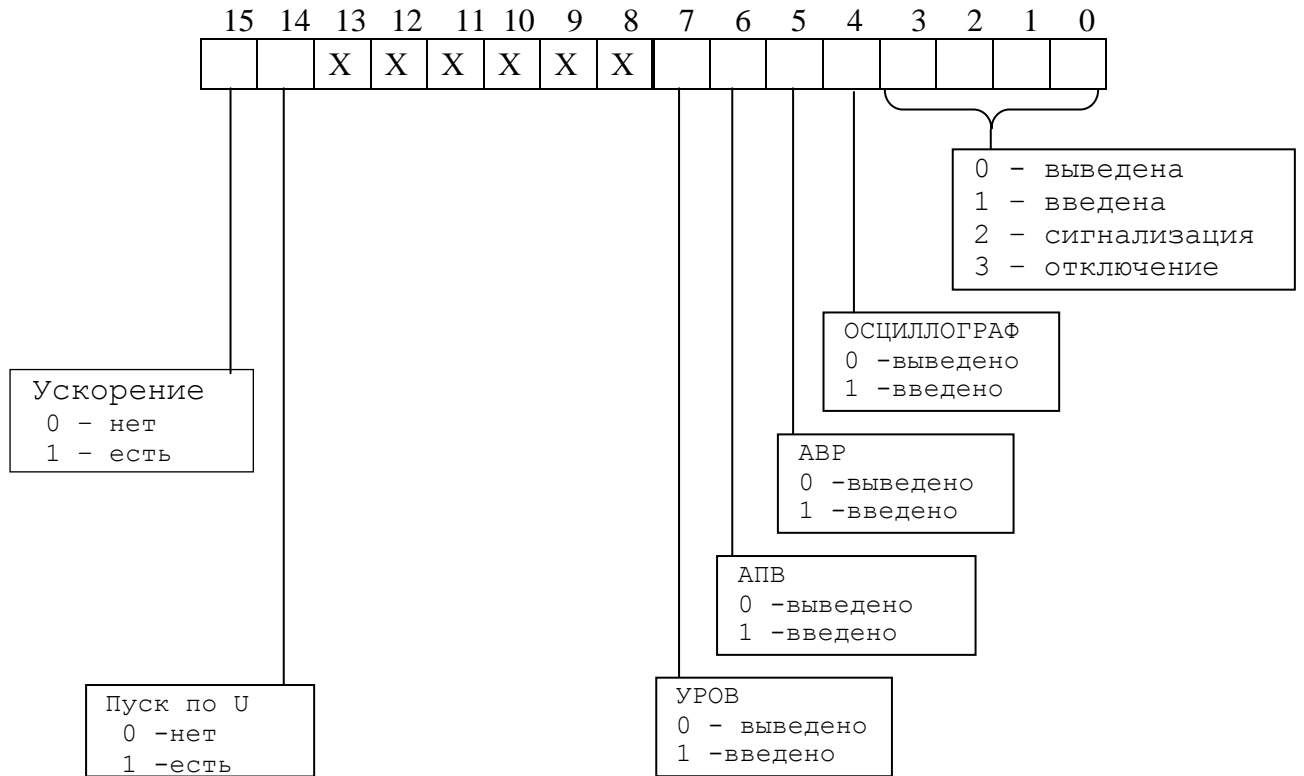 15 14 13 12 11 10 9 8 7 6 5 4 3 2 1 0
X X X X X X
0 - выведена
1 – введена
2 – сигнализация
3 – отключение
ОСЦИЛЛОГРАФ
0 -выведено
1 -введено
Ускорение
0 – нет
1 – есть
АВР
0 -выведено
1 -введено
АПВ
0 -выведено
1 -введено
Пуск по U
0 -нет
1 -есть
УРОВ
0 - выведено
1 -введено